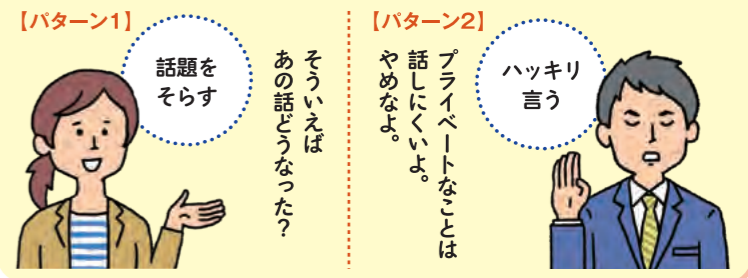 【パターン1】
話題を
そらす
そういえば
あの話どうなった?
【パターン2】
ハッキリ
言う
プライベートなことは
話しにくいよ。
やめなよ。